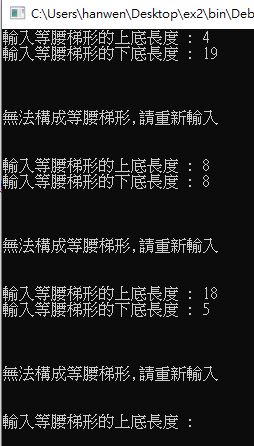 C:\Users\hanwen\Desktop\ex2\bin\Deb
輸入等腰梯形的上底長度 : 4
輸入等腰梯形的下底長度 : 19
無法構成等腰梯形,請重新輸入
輸入等腰梯形的上底長度 : 8
輸入等腰梯形的下底長度 : 8
無法構成等腰梯形,請重新輸入
輸入等腰梯形的上底長度 : 18
輸入等腰梯形的下底長度 : 5
無法構成等腰梯形,請重新輸入
輸入等腰梯形的上底長度 :